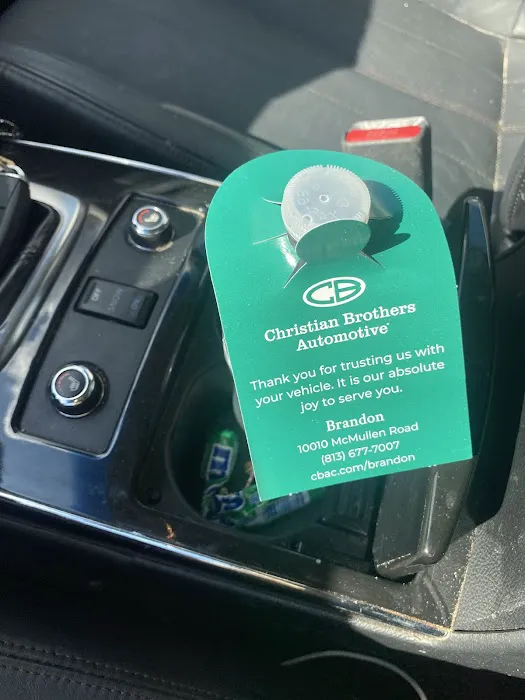 CB
Christian Brothers
Automotive
Thank you for trusting us with
your vehicle. It is our absolute
joy to serve you.
Brandon
10010 McMullen Road
(813) 677-7007
cbac.com/brandon
OFF